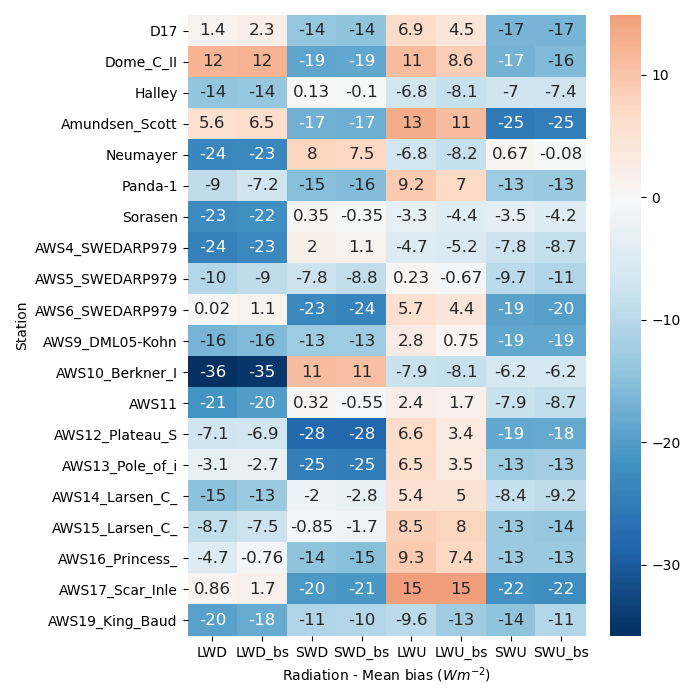 D17 1.4 2.3 -14 -14 6.9 4.5 -17 -17
Dome_C_II 12 12 -19 -19 11 8.6 -17 -16
Halley -14 -14 0.13 -0.1 -6.8 -8.1 -7 -7.4
Amundsen_Scott 5.6 6.5 -17 -17 13 11 -25 -25
Neumayer -24 -23 8 7.5 -6.8 -8.2 0.67 -0.08
Panda-1 -9 -7.2 -15 -16 9.2 7 -13 -13
Sorasen -23 -22 0.35 -0.35 -3.3 -4.4 -3.5 -4.2
AWS4_SWEDARP979 -24 -23 2 1.1 -4.7 -5.2 -7.8 -8.7
AWS5_SWEDARP979 -10 -9 -7.8 -8.8 0.23 -0.67 -9.7 -11
AWS6_SWEDARP979 0.02 1.1 -23 -24 5.7 4.4 -19 -20
AWS9_DML05-Kohn -16 -16 -13 -13 2.8 0.75 -19 -19
AWS10_Berkner_I -36 -35 11 11 -7.9 -8.1 -6.2 -6.2
AWS11 -21 -20 0.32 -0.55 2.4 1.7 -7.9 -8.7
AWS12_Plateau_S -7.1 -6.9 -28 -28 6.6 3.4 -19 -18
AWS13_Pole_of_i -3.1 -2.7 -25 -25 6.5 3.5 -13 -13
AWS14_Larsen_C_ -15 -13 -2 -2.8 5.4 5 -8.4 -9.2
AWS15_Larsen_C_ -8.7 -7.5 -0.85 -1.7 8.5 8 -13 -14
AWS16_Princess_ -4.7 -0.76 -14 -15 9.3 7.4 -13 -13
AWS17_Scar_Inle 0.86 1.7 -20 -21 15 15 -22 -22
AWS19_King_Baud -20 -18 -11 -10 -9.6 -13 -14 -11
LWD LWD_bs SWD SWD_bs LWU LWU_bs SWU SWU_bs
Radiation - Mean bias (Wm⁻²)
Station
10
0
−10
−20
−30